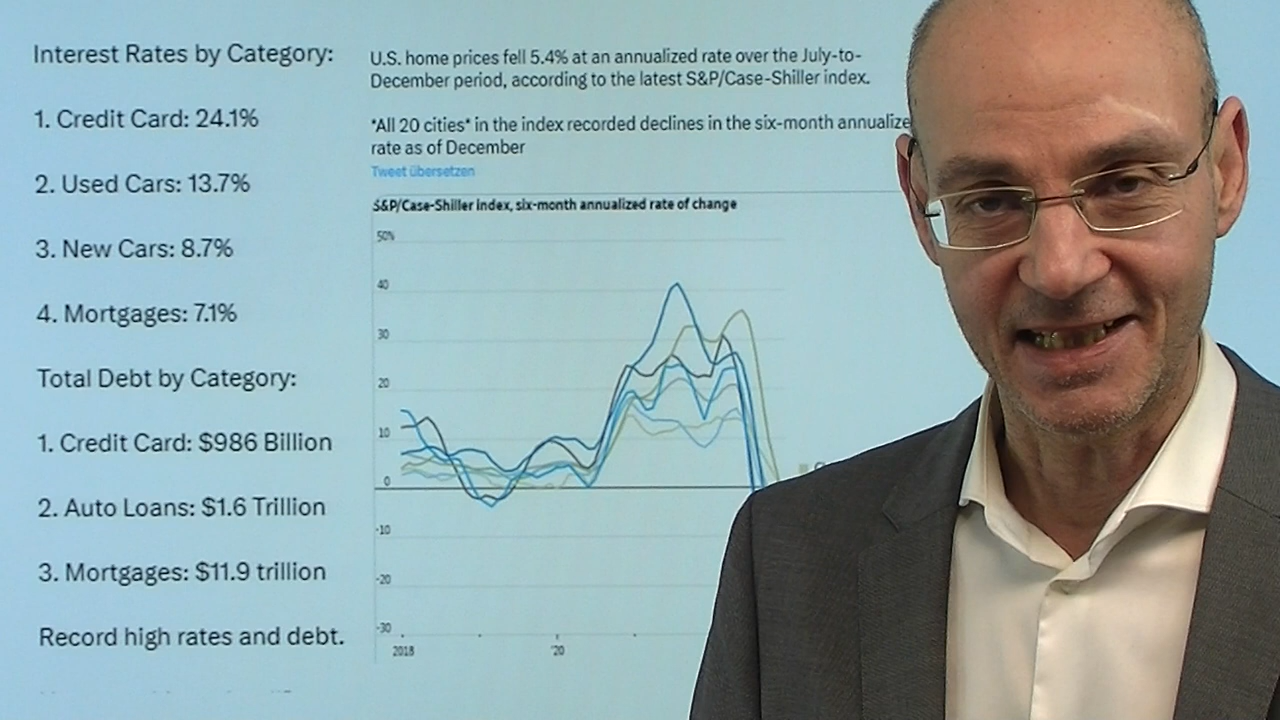 Interest Rates by Category:
1. Credit Card: 24.1%
2. Used Cars: 13.7%
3. New Cars: 8.7%
4. Mortgages: 7.1%
Total Debt by Category:
1. Credit Card: $986 Billion
2. Auto Loans: $1.6 Trillion
3. Mortgages: $11.9 trillion
Record high rates and debt.
U.S. home prices fell 5.4% at an annualized rate over the July-to-
December period, according to the latest S&P/Case-Shiller index.
*All 20 cities* in the index recorded declines in the six-month annualize
rate as of December
Tweet übersetzen
S&P/Case-Shiller index, six-month annualized rate of change
50%
40
30
20
10
0
-10
-20
-30
2018
'20